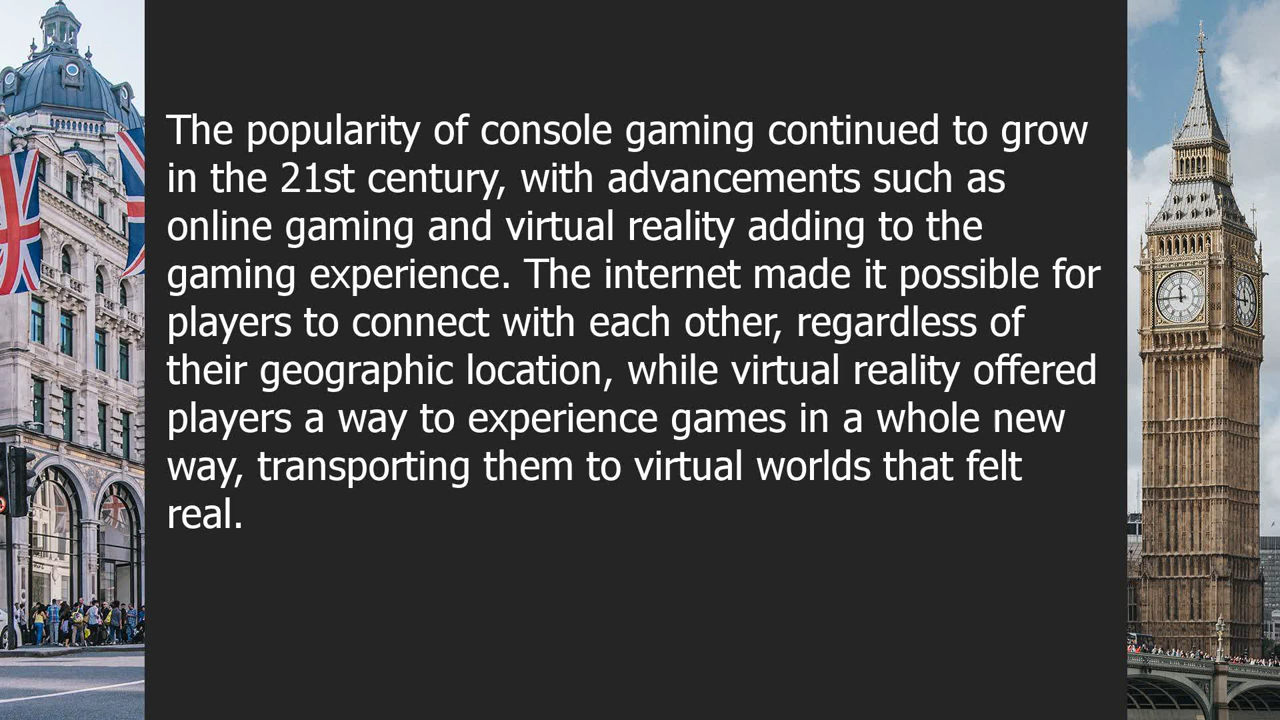 The popularity of console gaming continued to grow
in the 21st century, with advancements such as
online gaming and virtual reality adding to the
gaming experience. The internet made it possible for
players to connect with each other, regardless of
their geographic location, while virtual reality offered
players a way to experience games in a whole new
way, transporting them to virtual worlds that felt
real.